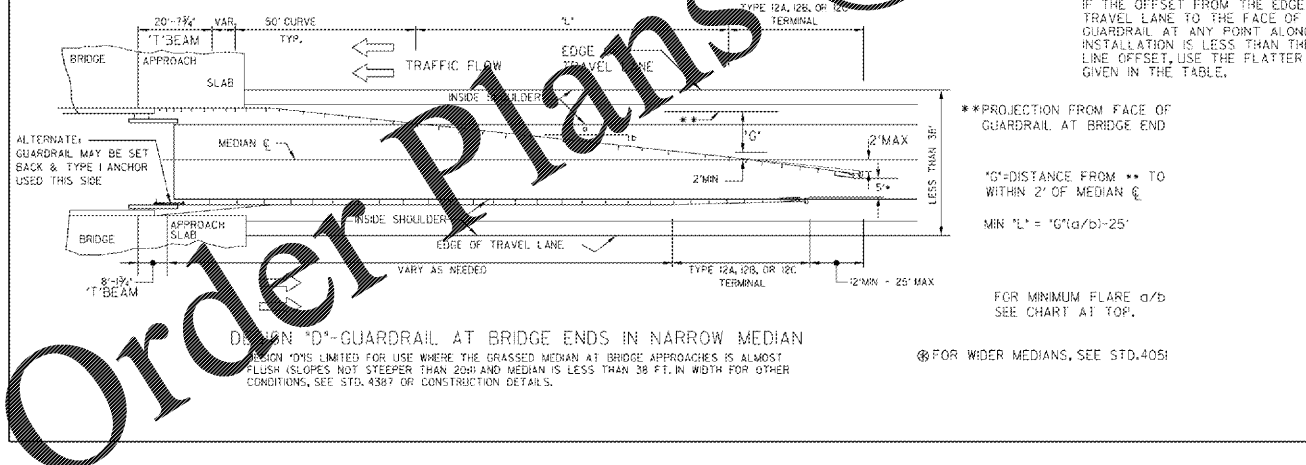 20'-7¾" VAR. 50' CURVE "L" TYPE 12A, 12B, OR 12C
'T'BEAM TYP. TERMINAL
IF THE OFFSET FROM THE EDGE
TRAVEL LANE TO THE FACE OF
GUARDRAIL AT ANY POINT ALONG
INSTALLATION IS LESS THAN THE
LINE OFFSET, USE THE FLATTER
GIVEN IN THE TABLE.
BRIDGE APPROACH
SLAB
TRAFFIC FLOW
EDGE
TRAVEL LANE
INSIDE SHOULDER
**
"G"
b
2'MAX
MEDIAN ℄
2'MIN
5'*
LESS THAN 38'
ALTERNATE:
GUARDRAIL MAY BE SET
BACK & TYPE 1 ANCHOR
USED THIS SIDE
**PROJECTION FROM FACE OF
GUARDRAIL AT BRIDGE END
"G"=DISTANCE FROM ** TO
WITHIN 2' OF MEDIAN ℄
MIN "L" = "G"(a/b)-25'
INSIDE SHOULDER
BRIDGE
APPROACH
SLAB
EDGE OF TRAVEL LANE
VARY AS NEEDED
8'-1¾"
'T'BEAM
TYPE 12A, 12B, OR 12C
TERMINAL
12'MIN - 25' MAX
FOR MINIMUM FLARE a/b
SEE CHART AT TOP.
DESIGN "D"-GUARDRAIL AT BRIDGE ENDS IN NARROW MEDIAN
DESIGN "D"IS LIMITED FOR USE WHERE THE GRASSED MEDIAN AT BRIDGE APPROACHES IS ALMOST
FLUSH (SLOPES NOT STEEPER THAN 20:1) AND MEDIAN IS LESS THAN 38 FT. IN WIDTH FOR OTHER
CONDITIONS, SEE STD. 4387 OR CONSTRUCTION DETAILS.
⊛ FOR WIDER MEDIANS, SEE STD.4051
Order Plans